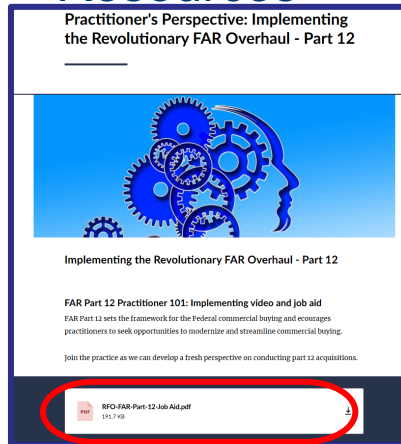 Resources
Practitioner's Perspective: Implementing
the Revolutionary FAR Overhaul - Part 12
Implementing the Revolutionary FAR Overhaul - Part 12
FAR Part 12 Practitioner 101: Implementing video and job aid
FAR Part 12 sets the framework for the Federal commercial buying and ecourages
practitioners to seek opportunities to modernize and streamline commercial buying.
Join the practice as we can develop a fresh perspective on conducting part 12 acquisitions.
PDF
RFO-FAR-Part-12-Job Aid.pdf
191.7 KB